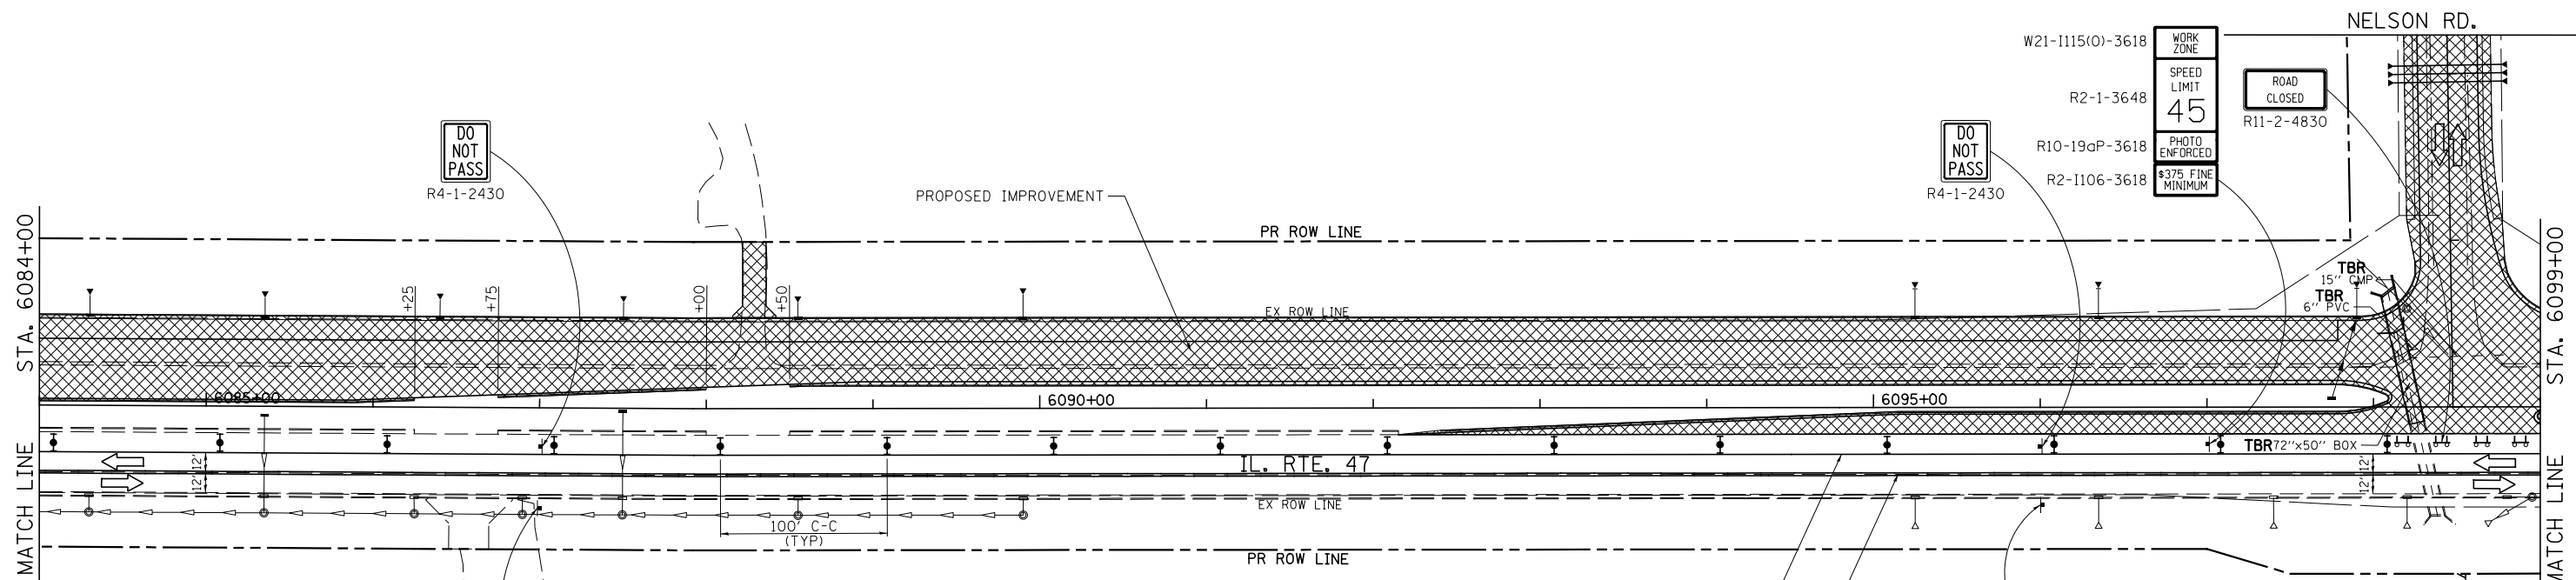 NELSON RD.
W21-I115(O)-3618
WORK
ZONE
R2-1-3648
SPEED
LIMIT
45
ROAD
CLOSED
R11-2-4830
R10-19aP-3618
PHOTO
ENFORCED
R2-I106-3618
$375 FINE
MINIMUM
DO
NOT
PASS
R4-1-2430
DO
NOT
PASS
R4-1-2430
PROPOSED IMPROVEMENT
PR ROW LINE
STA. 6084+00
MATCH LINE
STA. 6099+00
MATCH LINE
+25
+75
+00
+50
EX ROW LINE
TBR
15" CMP
TBR
6" PVC
6085+00
6090+00
6095+00
TBR 72"x50" BOX
IL. RTE. 47
12' 12'
12' 12'
EX ROW LINE
100' C-C
(TYP)
PR ROW LINE